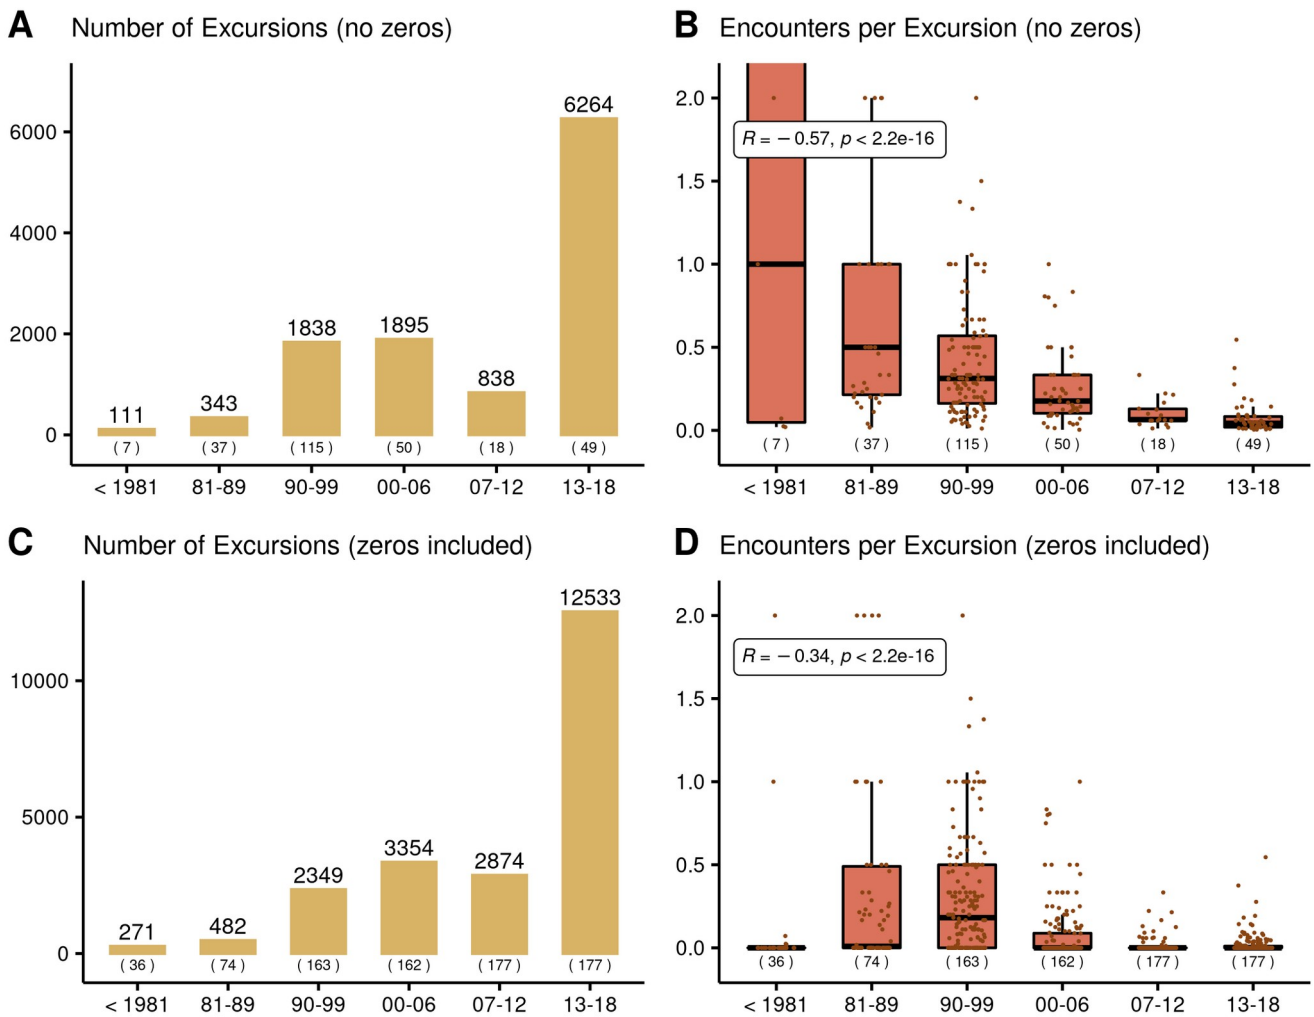 A Number of Excursions (no zeros)
6000
4000
2000
0
111
343
1838
1895
838
6264
( 7 ) ( 37 ) ( 115 ) ( 50 ) ( 18 ) ( 49 )
< 1981 81-89 90-99 00-06 07-12 13-18
B Encounters per Excursion (no zeros)
2.0
1.5
1.0
0.5
0.0
R = − 0.57, p < 2.2e-16
( 7 ) ( 37 ) ( 115 ) ( 50 ) ( 18 ) ( 49 )
< 1981 81-89 90-99 00-06 07-12 13-18
C Number of Excursions (zeros included)
10000
5000
0
271
482
2349
3354
2874
12533
( 36 ) ( 74 ) ( 163 ) ( 162 ) ( 177 ) ( 177 )
< 1981 81-89 90-99 00-06 07-12 13-18
D Encounters per Excursion (zeros included)
2.0
1.5
1.0
0.5
0.0
R = − 0.34, p < 2.2e-16
( 36 ) ( 74 ) ( 163 ) ( 162 ) ( 177 ) ( 177 )
< 1981 81-89 90-99 00-06 07-12 13-18